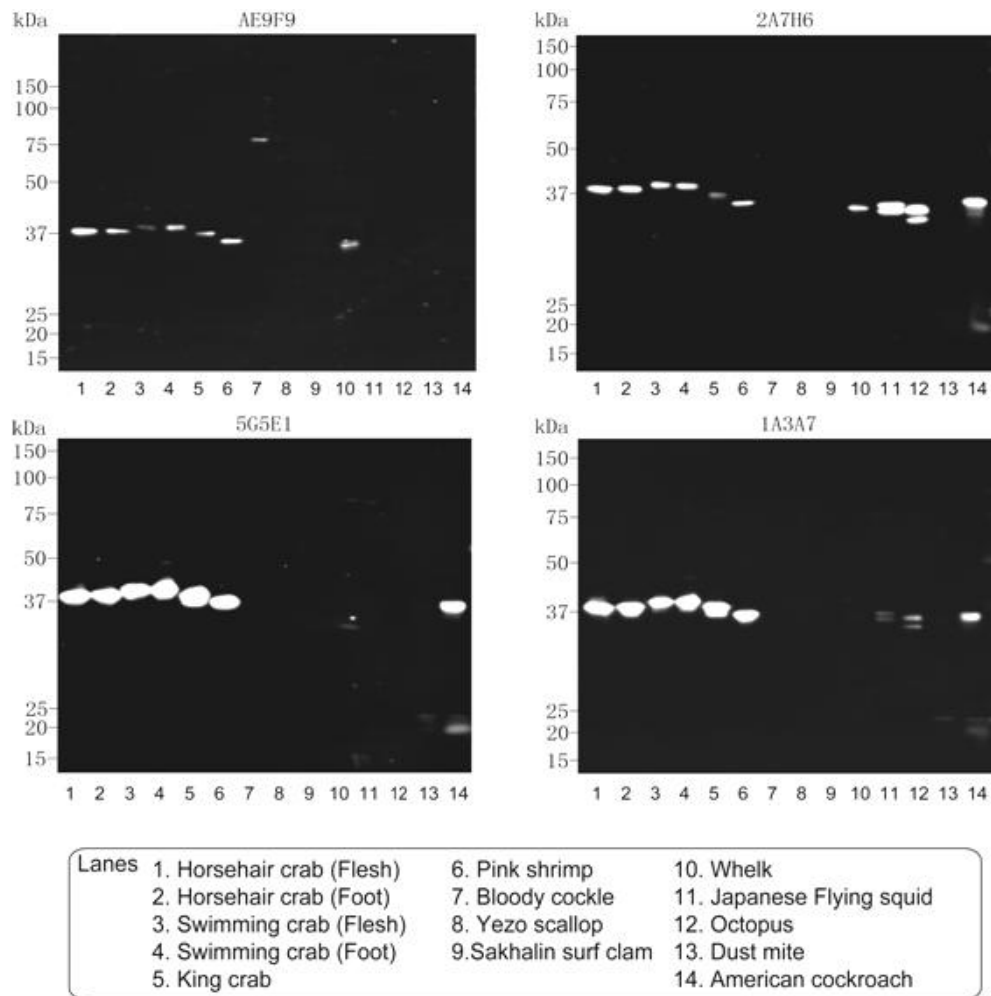 kDa AE9F9
150
100
75
50
37
25
20
15
1 2 3 4 5 6 7 8 9 10 11 12 13 14
kDa 2A7H6
150
100
75
50
37
25
20
15
1 2 3 4 5 6 7 8 9 10 11 12 13 14
kDa 5G5E1
150
100
75
50
37
25
20
15
1 2 3 4 5 6 7 8 9 10 11 12 13 14
kDa 1A3A7
150
100
75
50
37
25
20
15
1 2 3 4 5 6 7 8 9 10 11 12 13 14
Lanes 1. Horsehair crab (Flesh) 6. Pink shrimp 10. Whelk
2. Horsehair crab (Foot) 7. Bloody cockle 11. Japanese Flying squid
3. Swimming crab (Flesh) 8. Yezo scallop 12. Octopus
4. Swimming crab (Foot) 9.Sakhalin surf clam 13. Dust mite
5. King crab 14. American cockroach